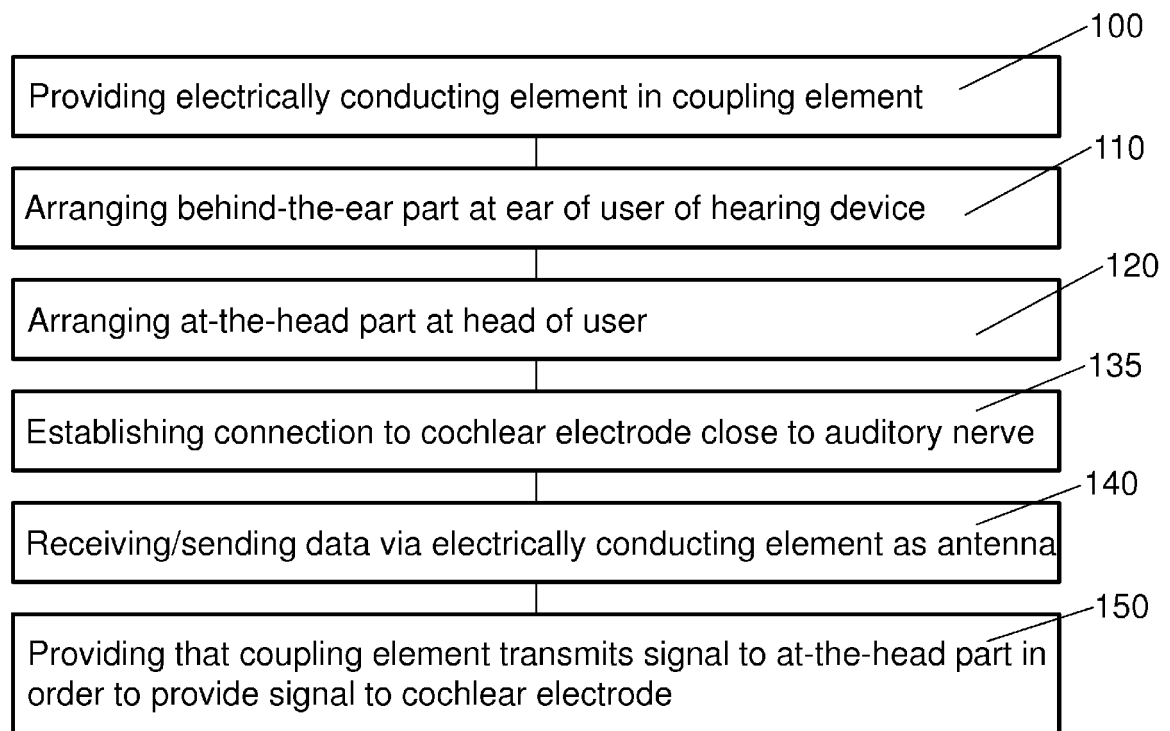 100
Providing electrically conducting element in coupling element
110
Arranging behind-the-ear part at ear of user of hearing device
120
Arranging at-the-head part at head of user
135
Establishing connection to cochlear electrode close to auditory nerve
140
Receiving/sending data via electrically conducting element as antenna
150
Providing that coupling element transmits signal to at-the-head part in
order to provide signal to cochlear electrode